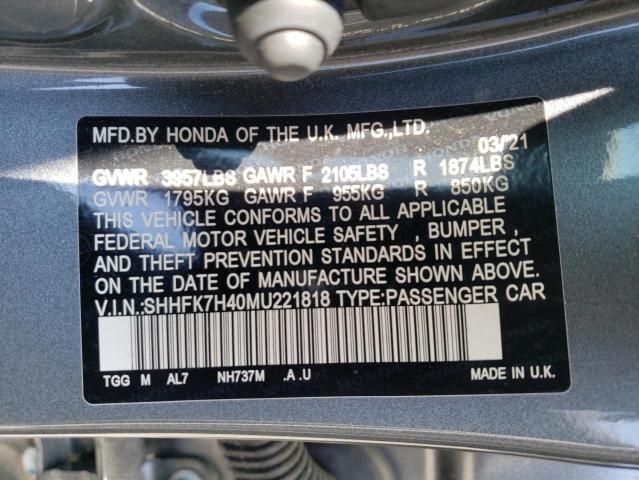 MFD.BY HONDA OF THE U.K. MFG.,LTD. 03/21
GVWR 3957LBS GAWR F 2105LBS R 1874LBS
GVWR 1795KG GAWR F 955KG R 850KG
THIS VEHICLE CONFORMS TO ALL APPLICABLE
FEDERAL MOTOR VEHICLE SAFETY , BUMPER ,
AND THEFT PREVENTION STANDARDS IN EFFECT
ON THE DATE OF MANUFACTURE SHOWN ABOVE.
V.I.N.:SHHFK7H40MU221818 TYPE:PASSENGER CAR
TGG M AL7 NH737M .A .U MADE IN U.K.